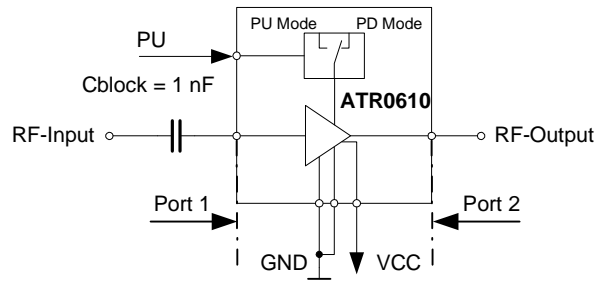 PU Mode PD Mode
PU
Cblock = 1 nF
ATR0610
RF-Input
RF-Output
Port 1
Port 2
GND
VCC